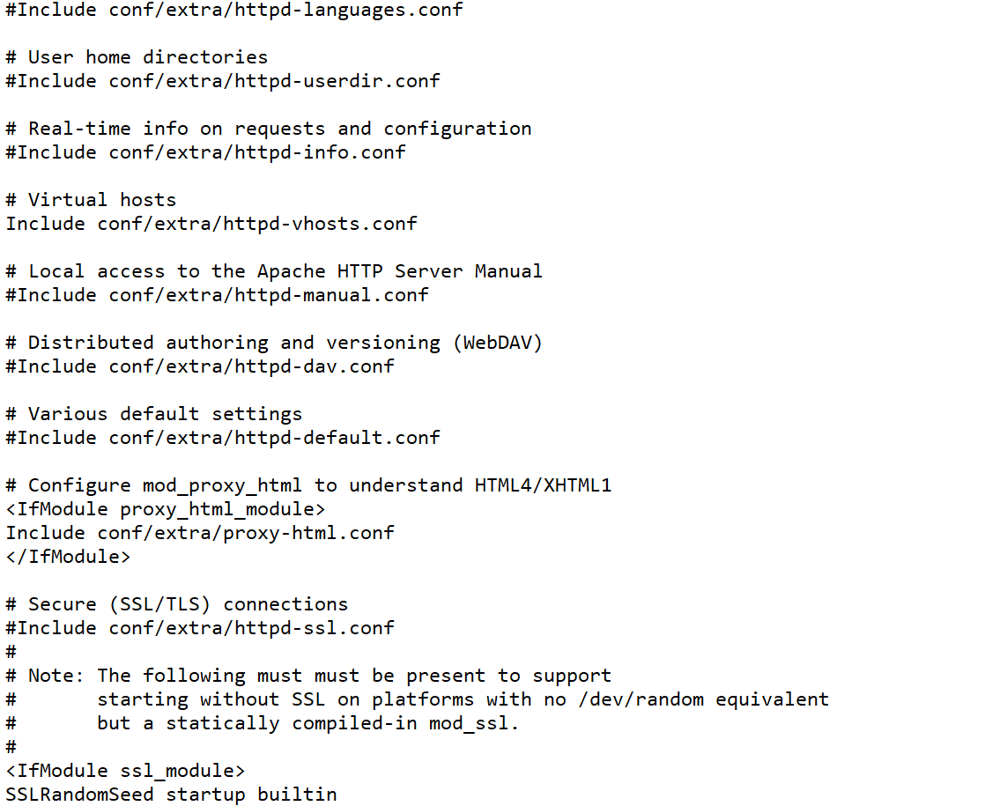 #Include conf/extra/httpd-languages.conf
# User home directories
#Include conf/extra/httpd-userdir.conf
# Real-time info on requests and configuration
#Include conf/extra/httpd-info.conf
# Virtual hosts
Include conf/extra/httpd-vhosts.conf
# Local access to the Apache HTTP Server Manual
#Include conf/extra/httpd-manual.conf
# Distributed authoring and versioning (WebDAV)
#Include conf/extra/httpd-dav.conf
# Various default settings
#Include conf/extra/httpd-default.conf
# Configure mod_proxy_html to understand HTML4/XHTML1
<IfModule proxy_html_module>
Include conf/extra/proxy-html.conf
</IfModule>
# Secure (SSL/TLS) connections
#Include conf/extra/httpd-ssl.conf
#
# Note: The following must must be present to support
#       starting without SSL on platforms with no /dev/random equivalent
#       but a statically compiled-in mod_ssl.
#
<IfModule ssl_module>
SSLRandomSeed startup builtin